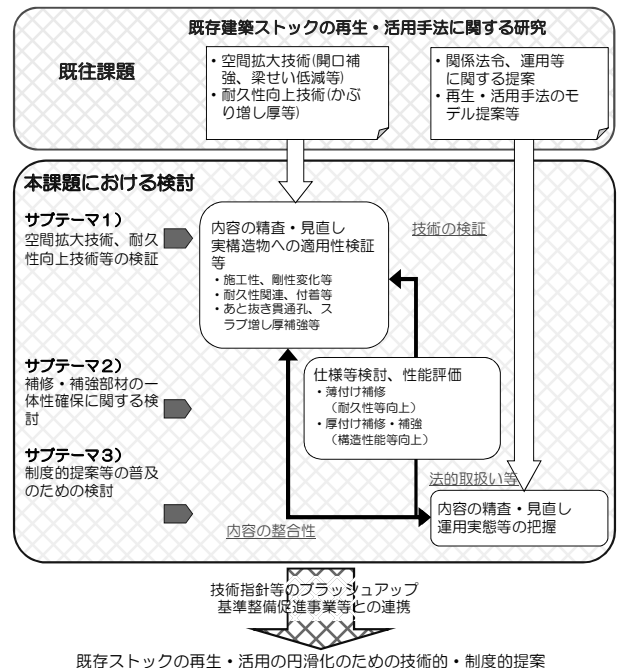 既存建築ストックの再生・活用手法に関する研究
既往課題
・空間拡大技術(開口補
強、梁せい低減等)
・耐久性向上技術(かぶ
り増し厚等)
・関係法令、運用等
に関する提案
・再生・活用手法のモ
デル提案等
本課題における検討
サブテーマ1)
空間拡大技術、耐久
性向上技術等の検証
内容の精査・見直し
実構造物への適用性検証
等
・施工性、剛性変化等
・耐久性関連、付着等
・あと抜き貫通孔、ス
ラブ増し厚補強等
技術の検証
サブテーマ2)
補修・補強部材の一
体性確保に関する検
討
仕様等検討、性能評価
・薄付け補修
(耐久性等向上)
・厚付け補修・補強
(構造性能等向上)
サブテーマ3)
制度的提案等の普及
のための検討
法的取扱い等
内容の精査・見直し
運用実態等の把握
内容の整合性
技術指針等のブラッシュアップ
基準整備促進事業等との連携
既存ストックの再生・活用の円滑化のための技術的・制度的提案